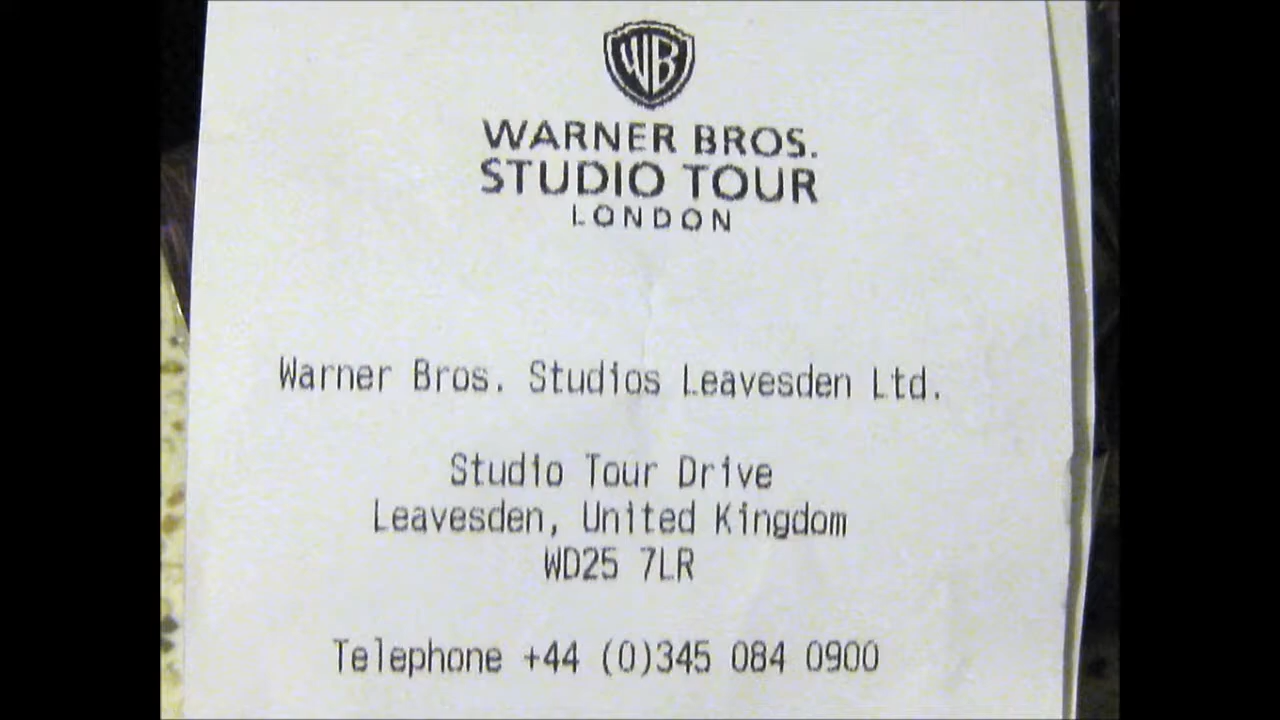 WB
WARNER BROS.
STUDIO TOUR
LONDON
Warner Bros. Studios Leavesden Ltd.
Studio Tour Drive
Leavesden, United Kingdom
WD25 7LR
Telephone +44 (0)345 084 0900